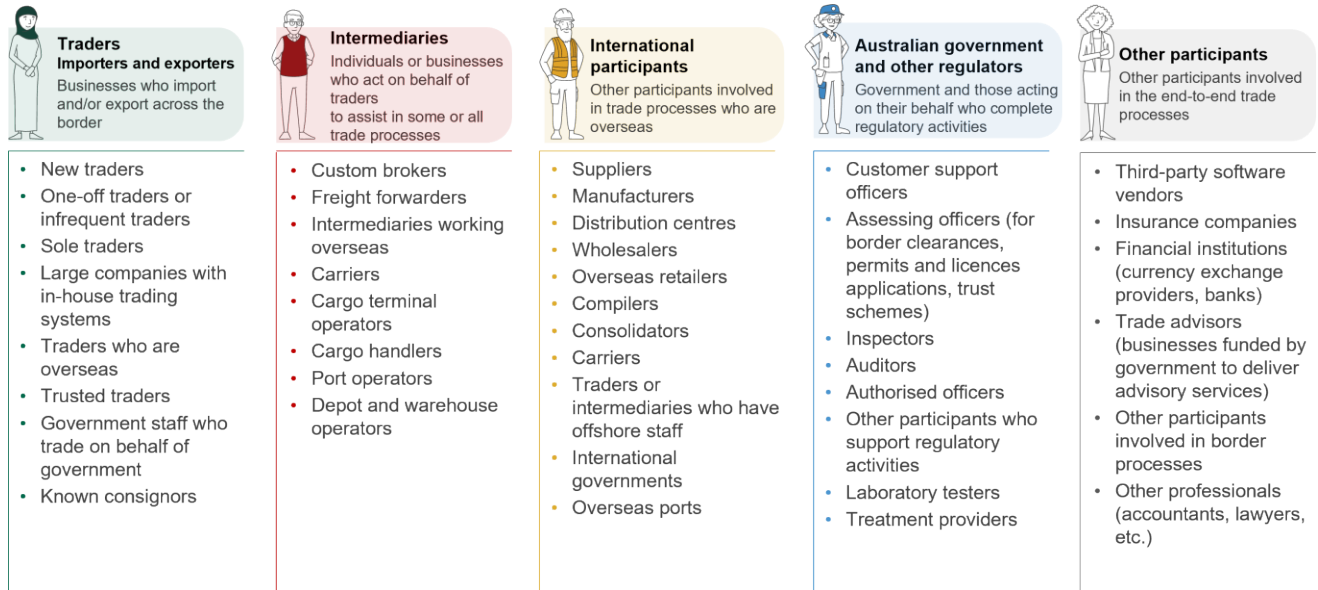 Traders
Importers and exporters
Businesses who import
and/or export across the
border
• New traders
• One-off traders or
infrequent traders
• Sole traders
• Large companies with
in-house trading
systems
• Traders who are
overseas
• Trusted traders
• Government staff who
trade on behalf of
government
• Known consignors
Intermediaries
Individuals or businesses
who act on behalf of
traders
to assist in some or all
trade processes
• Custom brokers
• Freight forwarders
• Intermediaries working
overseas
• Carriers
• Cargo terminal
operators
• Cargo handlers
• Port operators
• Depot and warehouse
operators
International
participants
Other participants involved
in trade processes who are
overseas
• Suppliers
• Manufacturers
• Distribution centres
• Wholesalers
• Overseas retailers
• Compilers
• Consolidators
• Carriers
• Traders or
intermediaries who have
offshore staff
• International
governments
• Overseas ports
Australian government
and other regulators
Government and those acting
on their behalf who complete
regulatory activities
• Customer support
officers
• Assessing officers (for
border clearances,
permits and licences
applications, trust
schemes)
• Inspectors
• Auditors
• Authorised officers
• Other participants who
support regulatory
activities
• Laboratory testers
• Treatment providers
Other participants
Other participants involved
in the end-to-end trade
processes
• Third-party software
vendors
• Insurance companies
• Financial institutions
(currency exchange
providers, banks)
• Trade advisors
(businesses funded by
government to deliver
advisory services)
• Other participants
involved in border
processes
• Other professionals
(accountants, lawyers,
etc.)